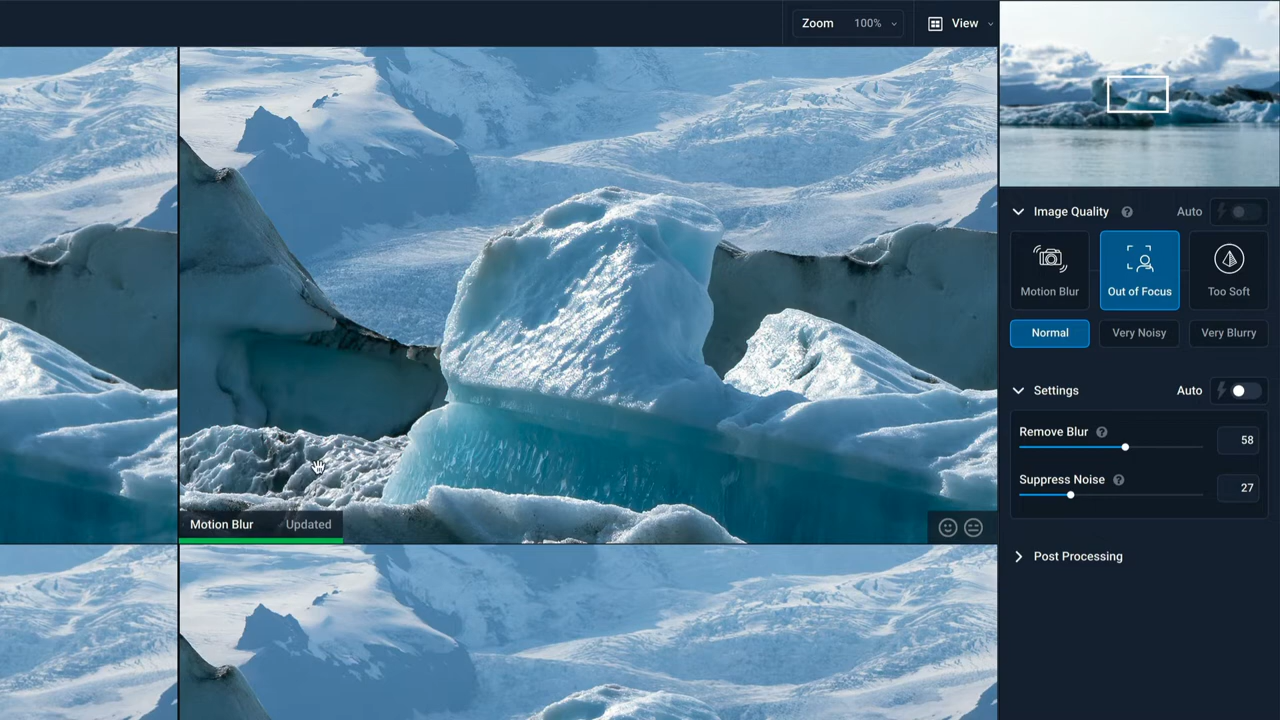 Zoom 100% View
Image Quality ? Auto
Motion Blur Out of Focus Too Soft
Normal Very Noisy Very Blurry
Settings Auto
Remove Blur ? 58
Suppress Noise ? 27
Motion Blur Updated
Post Processing